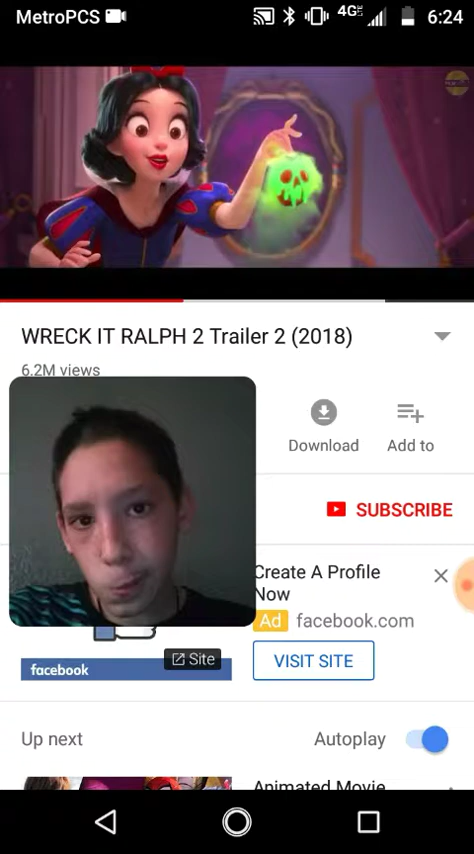 MetroPCS 4G LTE 6:24
WRECK IT RALPH 2 Trailer 2 (2018)
6.2M views
Download Add to
SUBSCRIBE
Create A Profile
Now
Ad facebook.com
Site
facebook
VISIT SITE
Up next Autoplay
Animated Movie